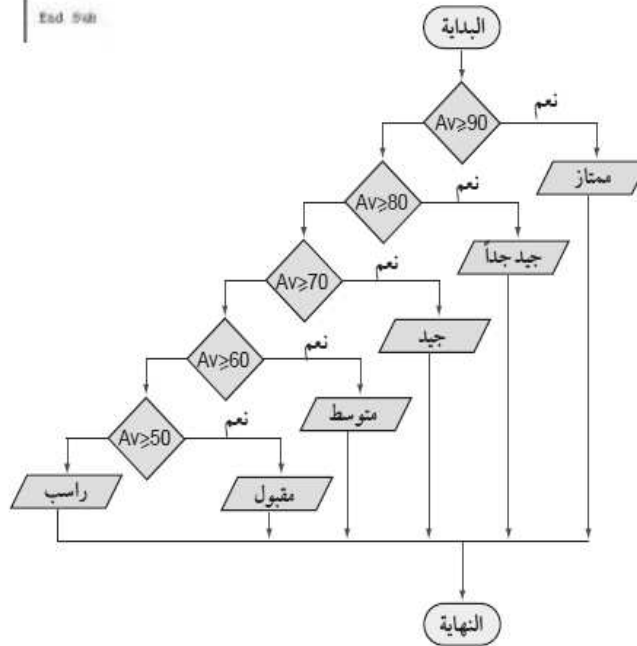 End Sub
البداية
نعم
Av⩾90
ممتاز
نعم
Av⩾80
جيد جداً
نعم
Av⩾70
جيد
نعم
Av⩾60
متوسط
نعم
Av⩾50
مقبول
راسب
النهاية